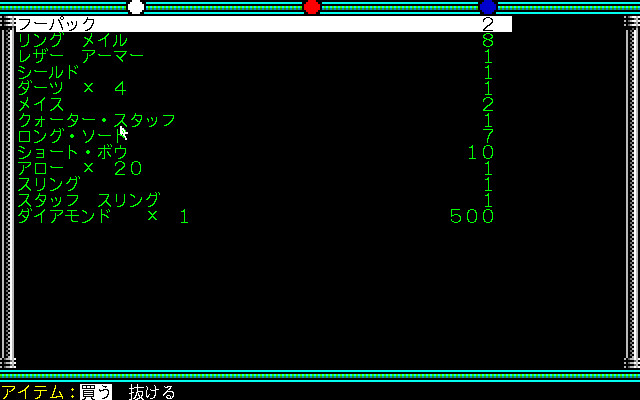 フーパック 2
リング メイル 8
レザー アーマー 1
シールド 1
ダーツ × 4 1
メイス 2
クォーター・スタッフ 1
ロング・ソード 7
ショート・ボウ 10
アロー × 20 1
スリング 1
スタッフ スリング 1
ダイアモンド × 1 500
アイテム：買う 抜ける